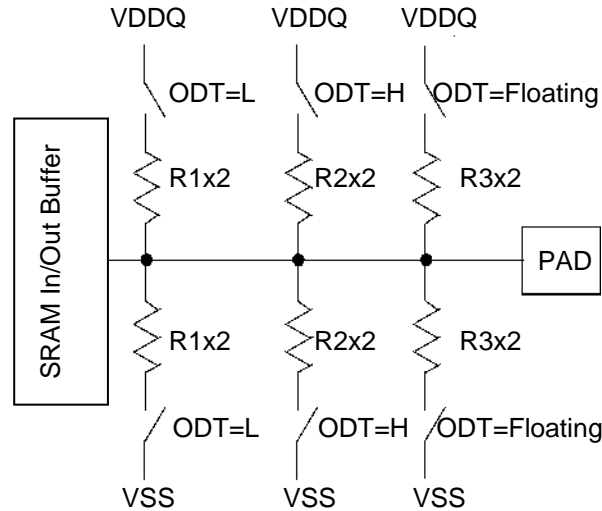 VDDQ VDDQ VDDQ
ODT=L ODT=H ODT=Floating
R1x2 R2x2 R3x2
SRAM In/Out Buffer
PAD
R1x2 R2x2 R3x2
ODT=L ODT=H ODT=Floating
VSS VSS VSS